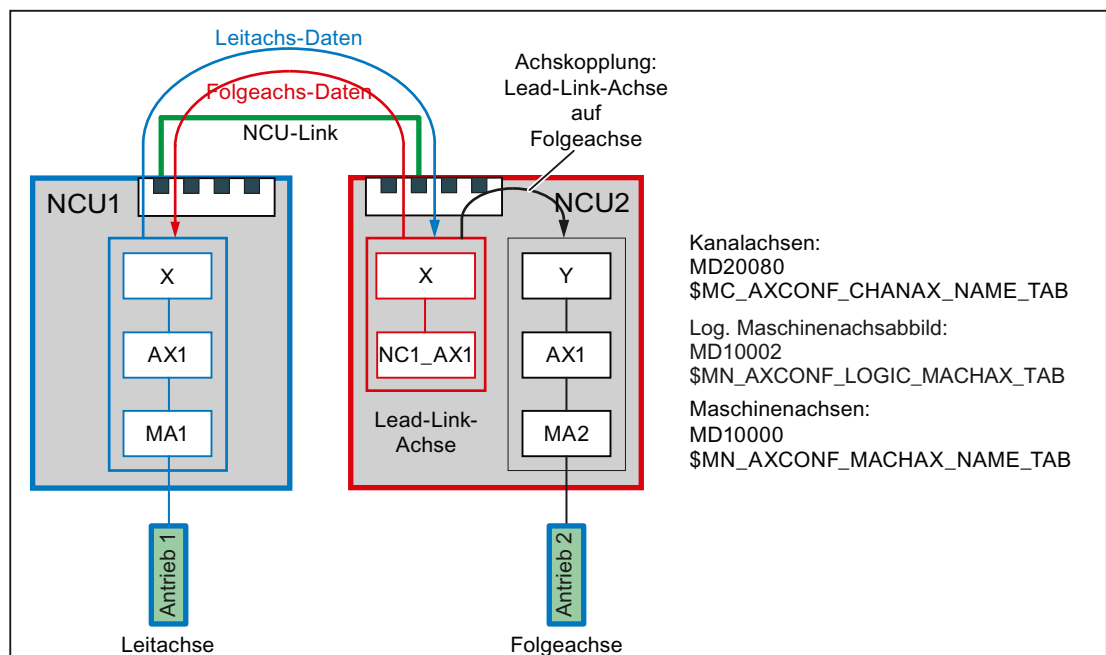 Leitachs-Daten
Folgeachs-Daten
NCU-Link
Achskopplung:
Lead-Link-Achse
auf
Folgeachse
NCU1
NCU2
X
AX1
MA1
X
NC1_AX1
Lead-Link-
Achse
Y
AX1
MA2
Kanalachsen:
MD20080
$MC_AXCONF_CHANAX_NAME_TAB
Log. Maschinenachsabbild:
MD10002
$MN_AXCONF_LOGIC_MACHAX_TAB
Maschinenachsen:
MD10000
$MN_AXCONF_MACHAX_NAME_TAB
Antrieb 1
Antrieb 2
Leitachse
Folgeachse